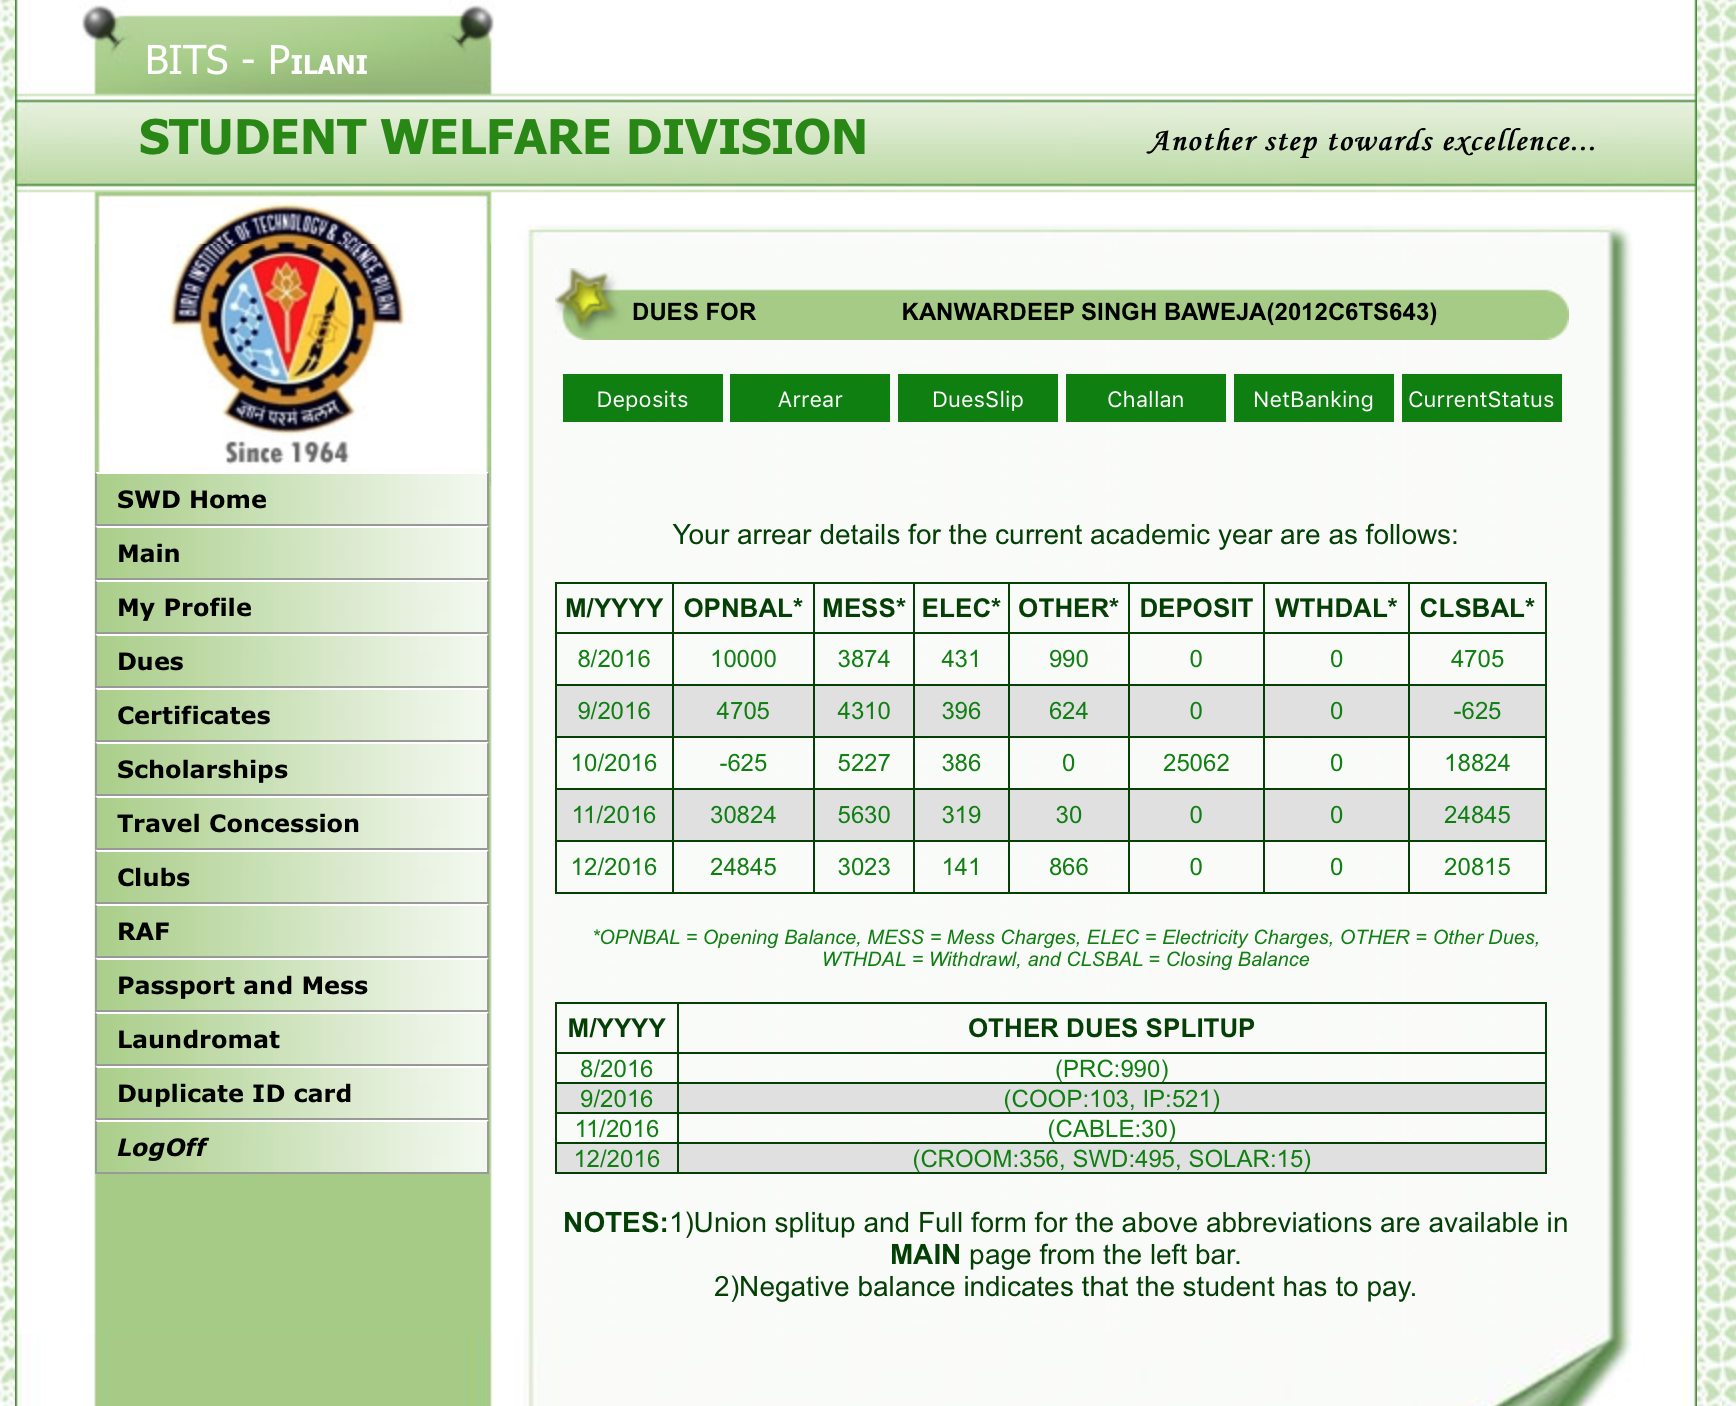 BITS - PILANI
STUDENT WELFARE DIVISION
Another step towards excellence...
BIRLA INSTITUTE OF TECHNOLOGY & SCIENCE, PILANI
ज्ञानं परमं बलम्
Since 1964
SWD Home
Main
My Profile
Dues
Certificates
Scholarships
Travel Concession
Clubs
RAF
Passport and Mess
Laundromat
Duplicate ID card
LogOff
DUES FOR KANWARDEEP SINGH BAWEJA(2012C6TS643)
Deposits Arrear DuesSlip Challan NetBanking CurrentStatus
Your arrear details for the current academic year are as follows:
M/YYYY OPNBAL* MESS* ELEC* OTHER* DEPOSIT WTHDAL* CLSBAL*
8/2016 10000 3874 431 990 0 0 4705
9/2016 4705 4310 396 624 0 0 -625
10/2016 -625 5227 386 0 25062 0 18824
11/2016 30824 5630 319 30 0 0 24845
12/2016 24845 3023 141 866 0 0 20815
*OPNBAL = Opening Balance, MESS = Mess Charges, ELEC = Electricity Charges, OTHER = Other Dues,
WTHDAL = Withdrawl, and CLSBAL = Closing Balance
M/YYYY OTHER DUES SPLITUP
8/2016 (PRC:990)
9/2016 (COOP:103, IP:521)
11/2016 (CABLE:30)
12/2016 (CROOM:356, SWD:495, SOLAR:15)
NOTES:1)Union splitup and Full form for the above abbreviations are available in
MAIN page from the left bar.
2)Negative balance indicates that the student has to pay.